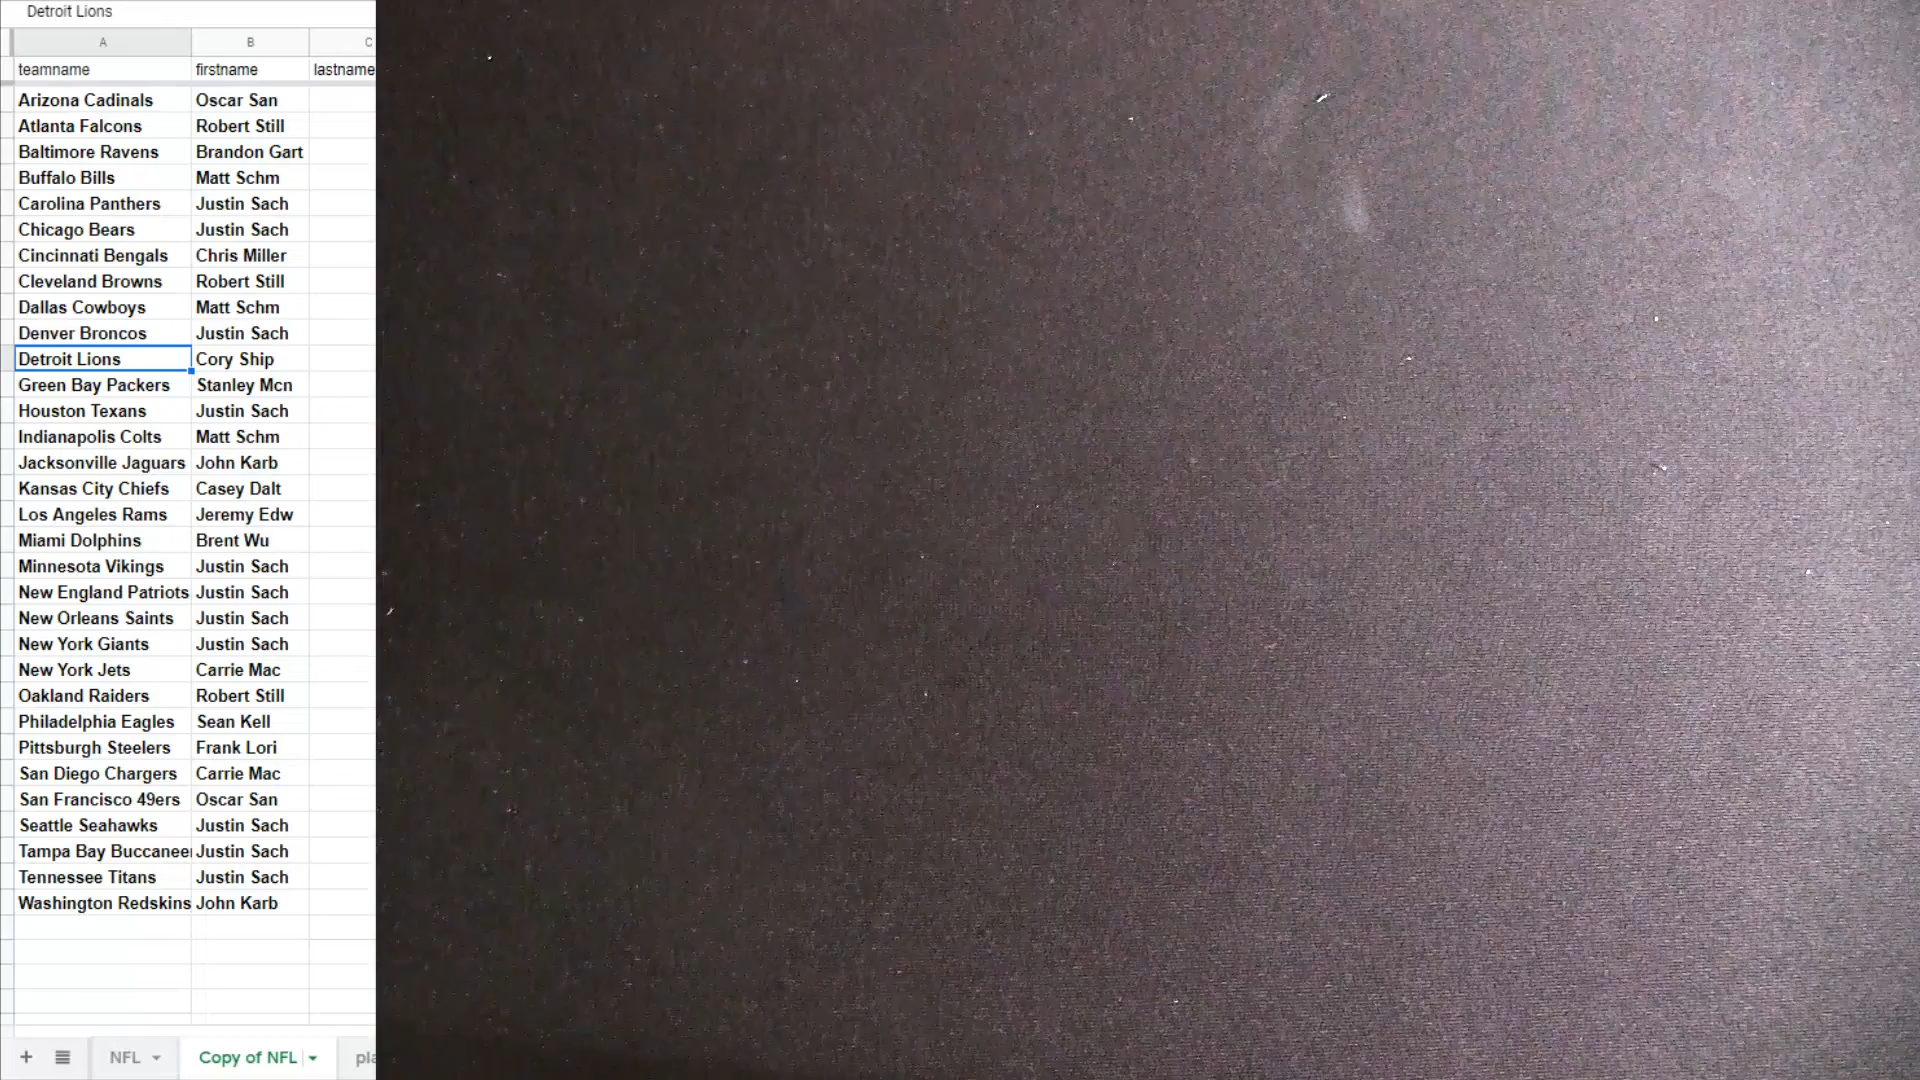 Detroit Lions
A B C
teamname firstname lastname
Arizona Cadinals Oscar San
Atlanta Falcons Robert Still
Baltimore Ravens Brandon Gart
Buffalo Bills Matt Schm
Carolina Panthers Justin Sach
Chicago Bears Justin Sach
Cincinnati Bengals Chris Miller
Cleveland Browns Robert Still
Dallas Cowboys Matt Schm
Denver Broncos Justin Sach
Detroit Lions Cory Ship
Green Bay Packers Stanley Mcn
Houston Texans Justin Sach
Indianapolis Colts Matt Schm
Jacksonville Jaguars John Karb
Kansas City Chiefs Casey Dalt
Los Angeles Rams Jeremy Edw
Miami Dolphins Brent Wu
Minnesota Vikings Justin Sach
New England Patriots Justin Sach
New Orleans Saints Justin Sach
New York Giants Justin Sach
New York Jets Carrie Mac
Oakland Raiders Robert Still
Philadelphia Eagles Sean Kell
Pittsburgh Steelers Frank Lori
San Diego Chargers Carrie Mac
San Francisco 49ers Oscar San
Seattle Seahawks Justin Sach
Tampa Bay Buccaneer Justin Sach
Tennessee Titans Justin Sach
Washington Redskins John Karb
+ NFL Copy of NFL